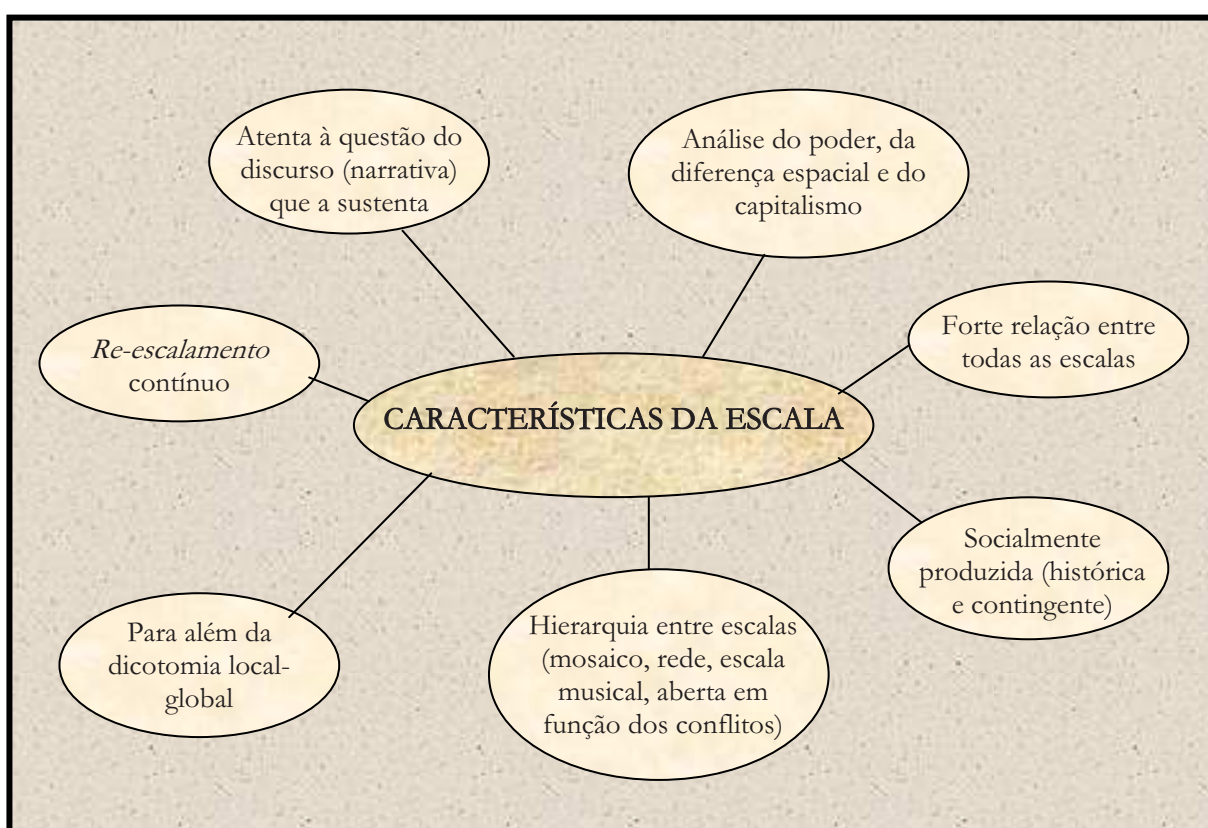 Atenta à questão do
discurso (narrativa)
que a sustenta
Análise do poder, da
diferença espacial e do
capitalismo
Re-escalamento
contínuo
Forte relação entre
todas as escalas
CARACTERÍSTICAS DA ESCALA
Socialmente
produzida (histórica
e contingente)
Para além da
dicotomia local-
global
Hierarquia entre escalas
(mosaico, rede, escala
musical, aberta em
função dos conflitos)